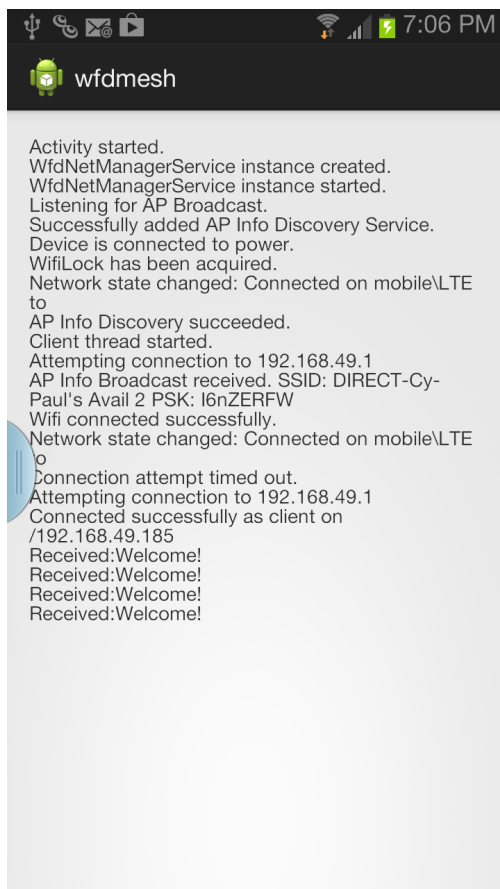 7:06 PM
wfdmesh
Activity started.
WfdNetManagerService instance created.
WfdNetManagerService instance started.
Listening for AP Broadcast.
Successfully added AP Info Discovery Service.
Device is connected to power.
WifiLock has been acquired.
Network state changed: Connected on mobile\LTE
to
AP Info Discovery succeeded.
Client thread started.
Attempting connection to 192.168.49.1
AP Info Broadcast received. SSID: DIRECT-Cy-
Paul's Avail 2 PSK: I6nZERFW
Wifi connected successfully.
Network state changed: Connected on mobile\LTE
to
Connection attempt timed out.
Attempting connection to 192.168.49.1
Connected successfully as client on
/192.168.49.185
Received:Welcome!
Received:Welcome!
Received:Welcome!
Received:Welcome!